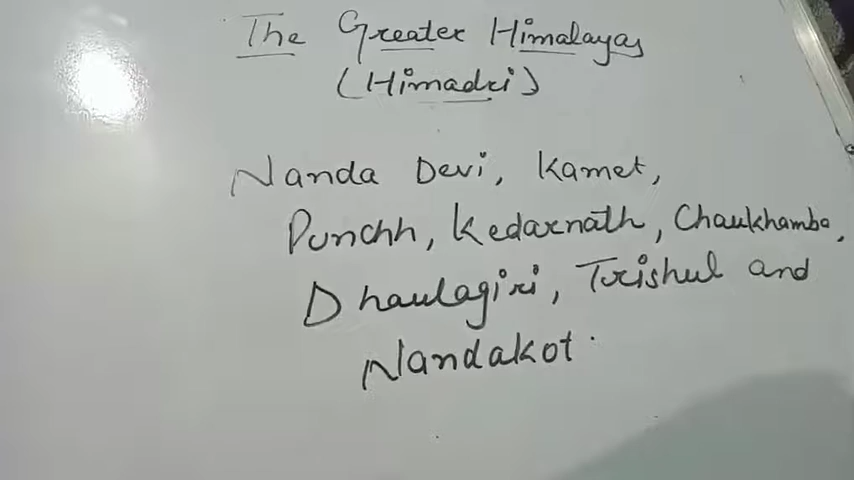 The Greater Himalayas
(Himadri)
Nanda Devi, Kamet,
Punchh, Kedarnath, Chaukhamba,
Dhaulagiri, Trishul and
Nandakot.